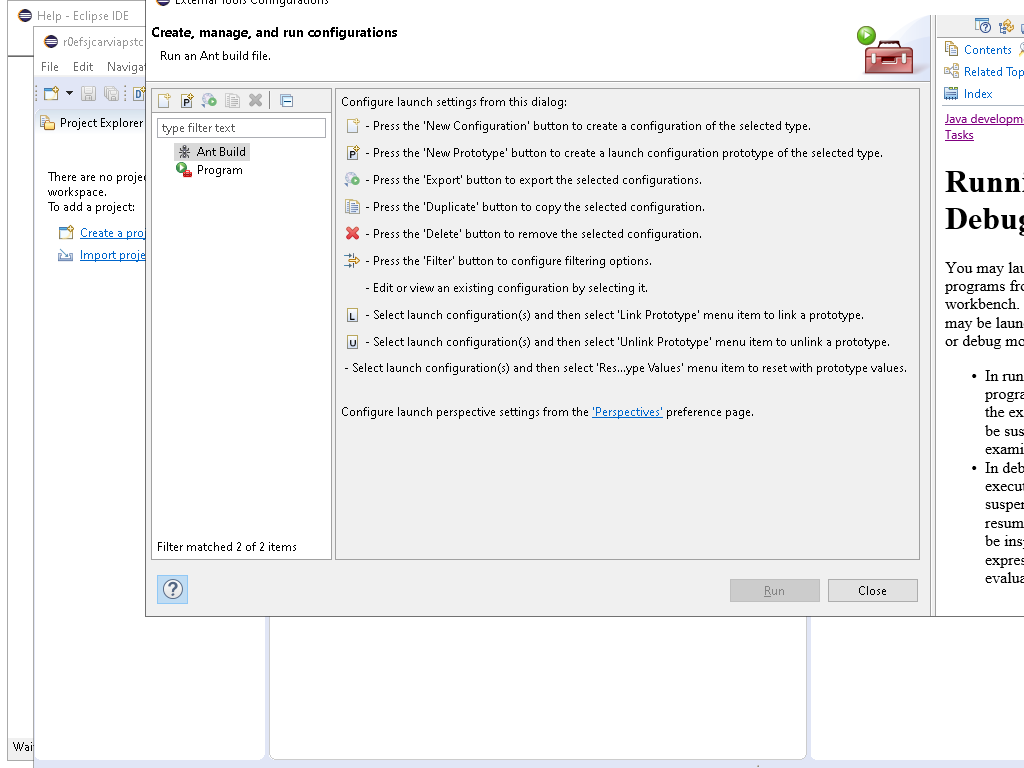 Help - Eclipse IDE
r0efsjcarviapstc
File Edit Navigat
Project Explorer
There are no proje
workspace.
To add a project:
Create a proj
Import proje
Wai
External Tools Configurations
Create, manage, and run configurations
Run an Ant build file.
type filter text
Ant Build
Program
Filter matched 2 of 2 items
Configure launch settings from this dialog:
- Press the 'New Configuration' button to create a configuration of the selected type.
- Press the 'New Prototype' button to create a launch configuration prototype of the selected type.
- Press the 'Export' button to export the selected configurations.
- Press the 'Duplicate' button to copy the selected configuration.
- Press the 'Delete' button to remove the selected configuration.
- Press the 'Filter' button to configure filtering options.
- Edit or view an existing configuration by selecting it.
- Select launch configuration(s) and then select 'Link Prototype' menu item to link a prototype.
- Select launch configuration(s) and then select 'Unlink Prototype' menu item to unlink a prototype.
- Select launch configuration(s) and then select 'Res...ype Values' menu item to reset with prototype values.
Configure launch perspective settings from the 'Perspectives' preference page.
Run
Close
Contents
Related Top
Index
Java developm
Tasks
Runni
Debug
You may lau
programs fro
workbench.
may be laun
or debug mo
• In run
progra
the ex
be sus
exami
• In deb
execut
susper
resum
be ins
expres
evalua